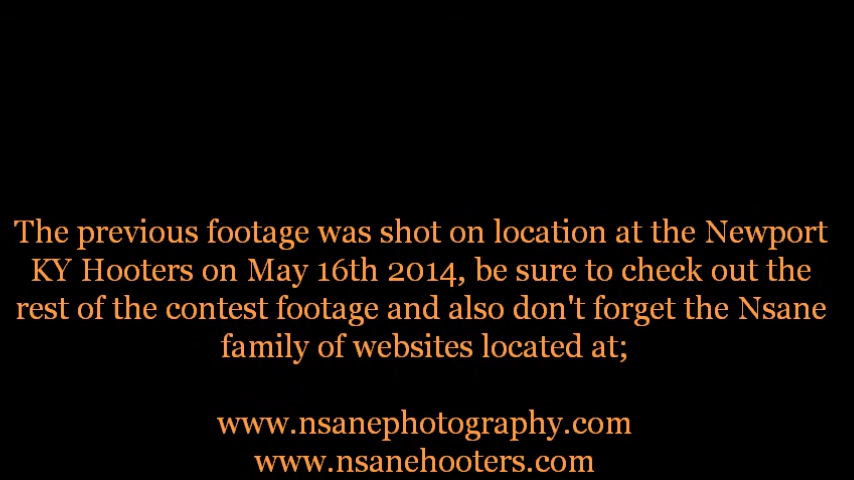 The previous footage was shot on location at the Newport
KY Hooters on May 16th 2014, be sure to check out the
rest of the contest footage and also don't forget the Nsane
family of websites located at;
www.nsanephotography.com
www.nsanehooters.com